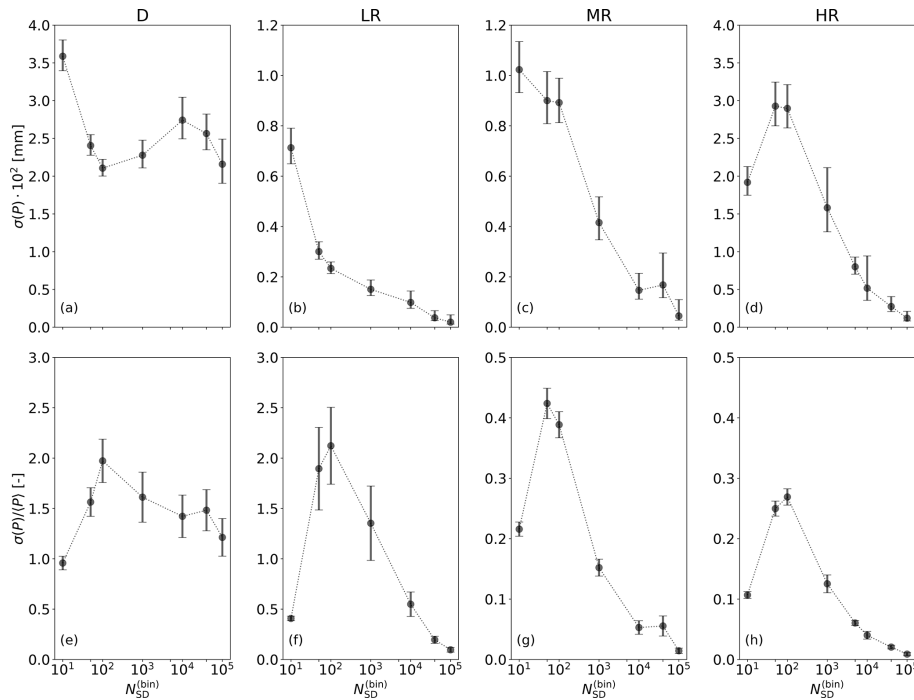 D
LR
MR
HR
σ(P) · 10² [mm]
4.0
3.5
3.0
2.5
2.0
1.5
1.0
0.5
0.0
(a)
1.2
1.0
0.8
0.6
0.4
0.2
0.0
(b)
1.2
1.0
0.8
0.6
0.4
0.2
0.0
(c)
4.0
3.5
3.0
2.5
2.0
1.5
1.0
0.5
0.0
(d)
σ(P)/⟨P⟩ [-]
3.0
2.5
2.0
1.5
1.0
0.5
0.0
(e)
10¹ 10² 10³ 10⁴ 10⁵
N_SD^(bin)
3.0
2.5
2.0
1.5
1.0
0.5
0.0
(f)
10¹ 10² 10³ 10⁴ 10⁵
N_SD^(bin)
0.5
0.4
0.3
0.2
0.1
0.0
(g)
10¹ 10² 10³ 10⁴ 10⁵
N_SD^(bin)
0.5
0.4
0.3
0.2
0.1
0.0
(h)
10¹ 10² 10³ 10⁴ 10⁵
N_SD^(bin)